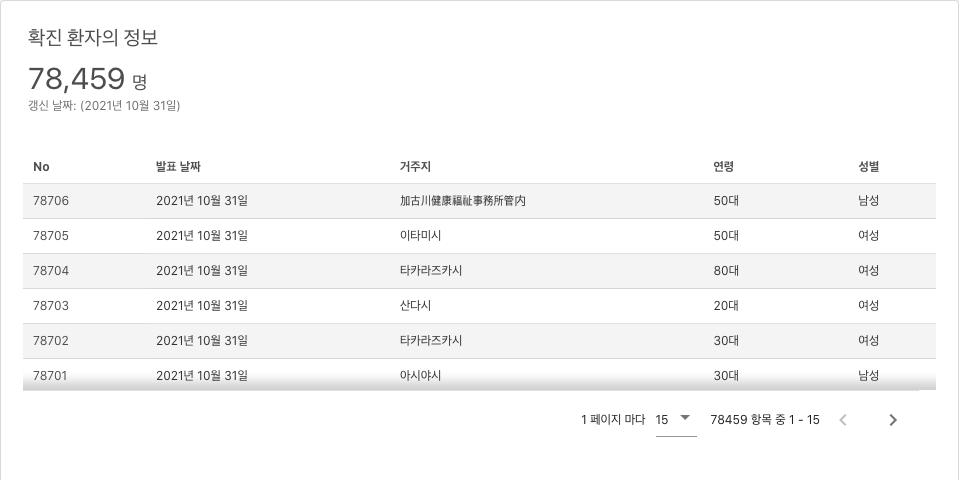 확진 환자의 정보
78,459 명
갱신 날짜: (2021년 10월 31일)
No 발표 날짜 거주지 연령 성별
78706 2021년 10월 31일 加古川健康福祉事務所管内 50대 남성
78705 2021년 10월 31일 이타미시 50대 여성
78704 2021년 10월 31일 타카라즈카시 80대 여성
78703 2021년 10월 31일 산다시 20대 여성
78702 2021년 10월 31일 타카라즈카시 30대 여성
78701 2021년 10월 31일 아시야시 30대 남성
1 페이지 마다 15 78459 항목 중 1 - 15